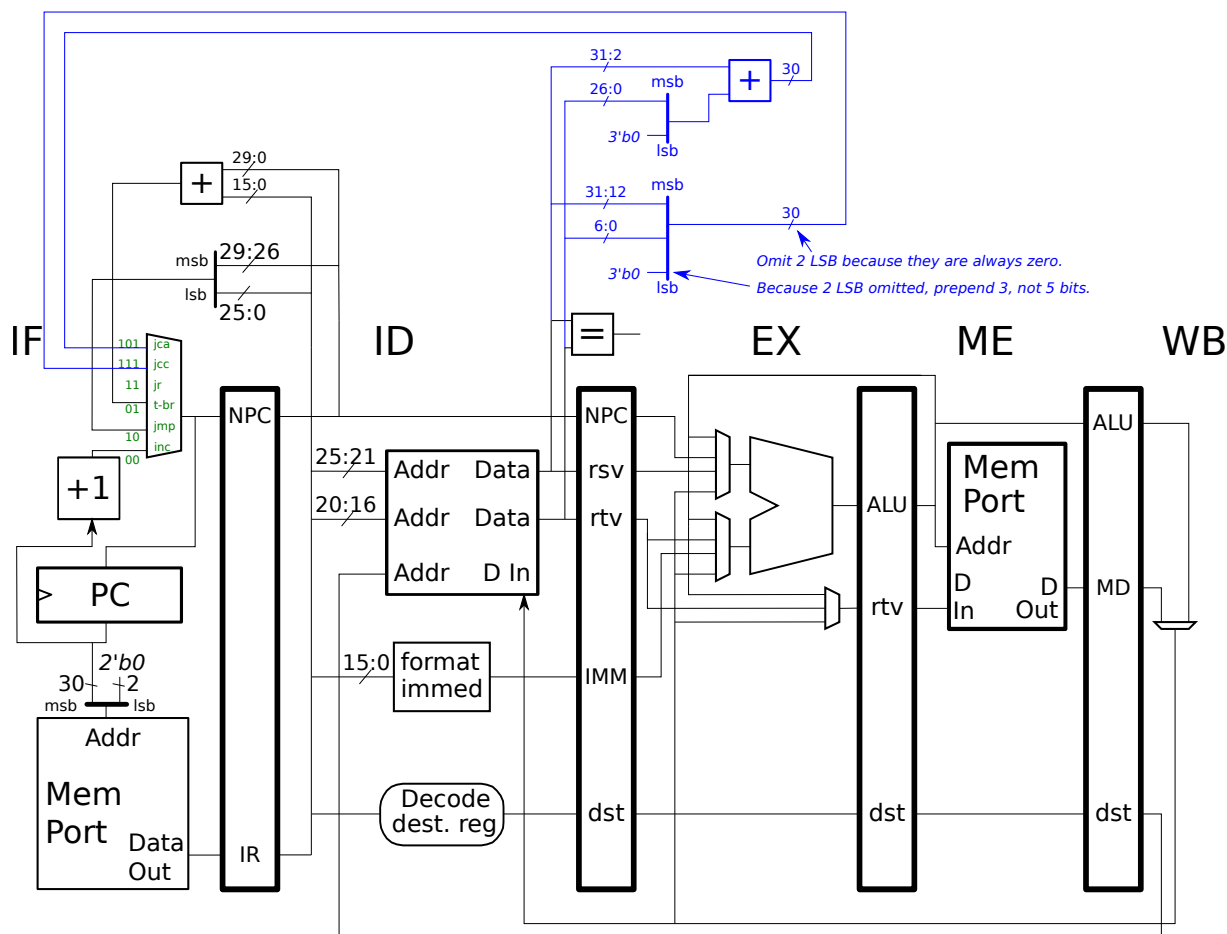 31:2
msb
30
26:0
3'b0
lsb
29:0
15:0
msb
31:12
30
6:0
3'b0
lsb
Omit 2 LSB because they are always zero.
Because 2 LSB omitted, prepend 3, not 5 bits.
+
+
msb
29:26
lsb
25:0
IF
ID
=
EX
ME
WB
101 jca
111 jcc
11 jr
01 t-br
10 jmp
00 inc
+1
PC
2'b0
30
2
msb
lsb
Addr
Mem
Port
Data
Out
NPC
IR
25:21
20:16
Addr
Data
Addr
Data
Addr
D In
15:0
format
immed
Decode
dest. reg
NPC
rsv
rtv
IMM
dst
ALU
rtv
dst
Mem
Port
Addr
D
In
D
Out
ALU
MD
dst